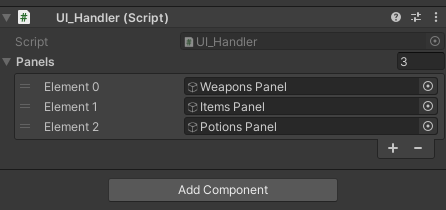 UI_Handler (Script)
Script UI_Handler
Panels 3
Element 0 Weapons Panel
Element 1 Items Panel
Element 2 Potions Panel
+ −
Add Component